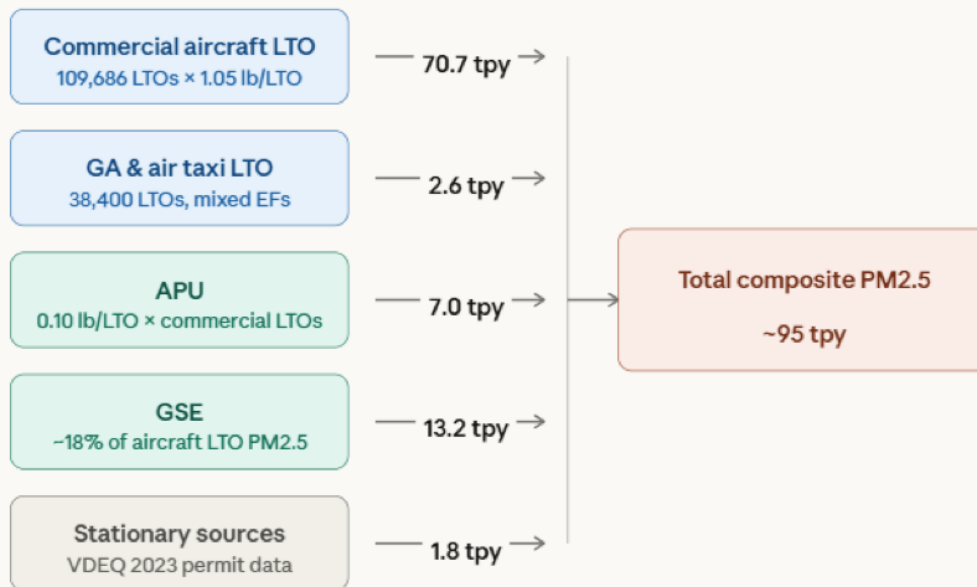 Commercial aircraft LTO
109,686 LTOs × 1.05 lb/LTO
70.7 tpy
GA & air taxi LTO
38,400 LTOs, mixed EFs
2.6 tpy
APU
0.10 lb/LTO × commercial LTOs
7.0 tpy
GSE
~18% of aircraft LTO PM2.5
13.2 tpy
Stationary sources
VDEQ 2023 permit data
1.8 tpy
Total composite PM2.5
~95 tpy